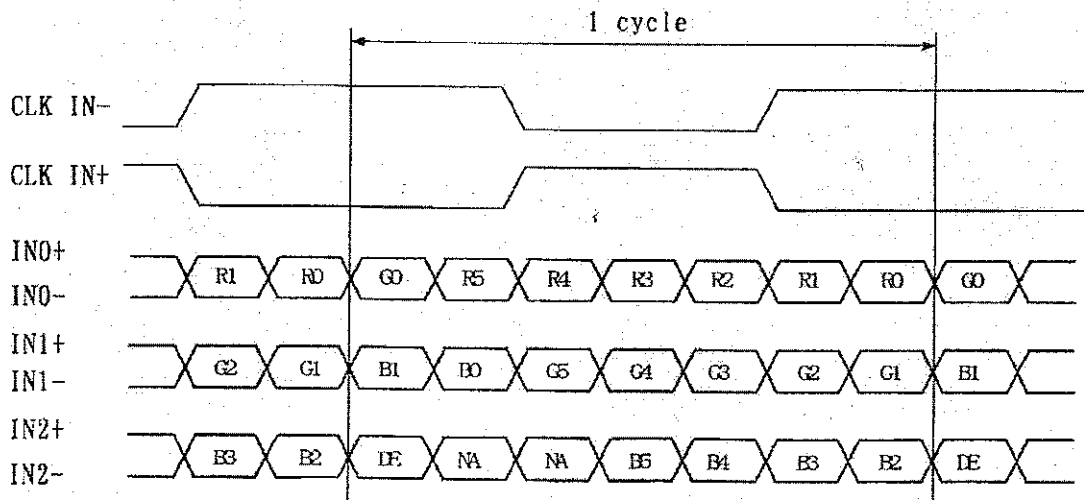 1 cycle
CLK IN-
CLK IN+
IN0+
IN0-
R1 R0 G0 R5 R4 R3 R2 R1 R0 G0
IN1+
IN1-
G2 G1 B1 B0 G5 G4 G3 G2 G1 B1
IN2+
IN2-
B3 B2 DE NA NA B5 B4 B3 B2 DE